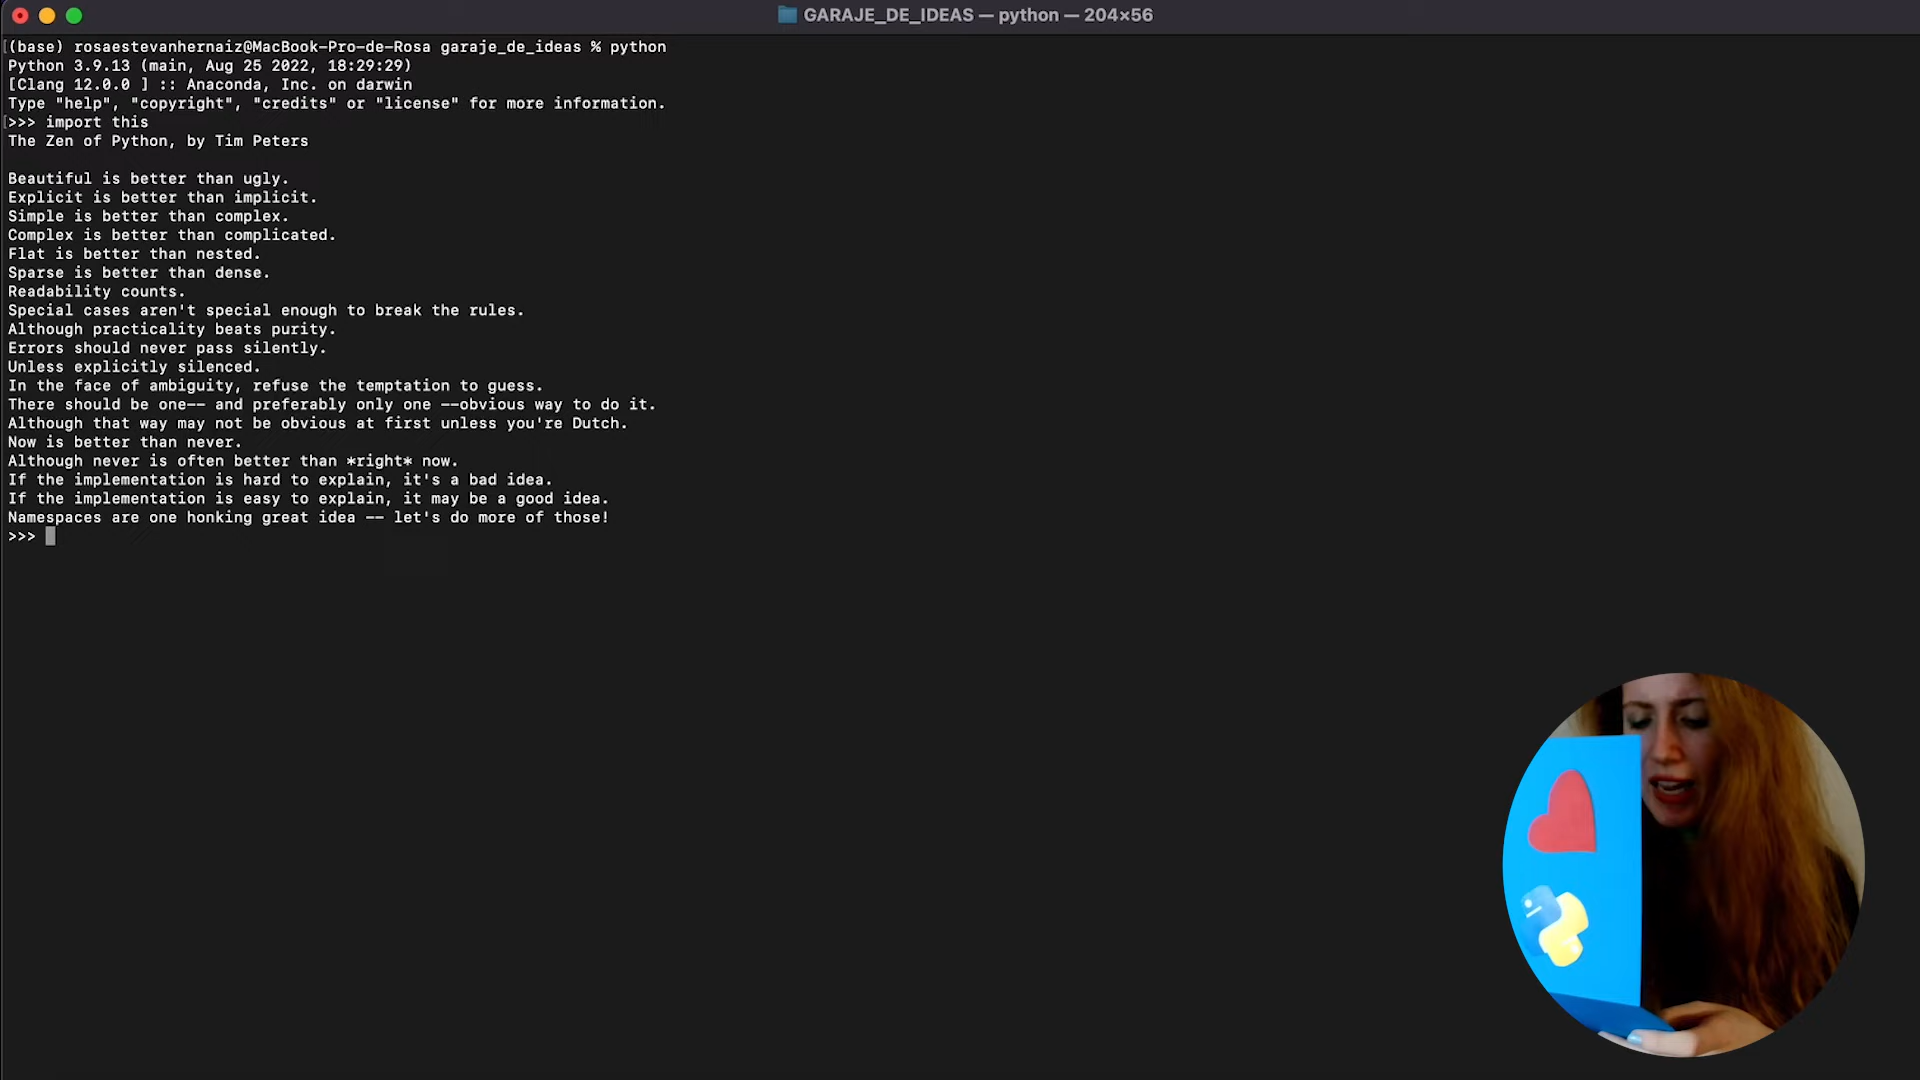 GARAJE_DE_IDEAS — python — 204×56
(base) rosaestevanhernaiz@MacBook-Pro-de-Rosa garaje_de_ideas % python
Python 3.9.13 (main, Aug 25 2022, 18:29:29)
[Clang 12.0.0 ] :: Anaconda, Inc. on darwin
Type "help", "copyright", "credits" or "license" for more information.
>>> import this
The Zen of Python, by Tim Peters
Beautiful is better than ugly.
Explicit is better than implicit.
Simple is better than complex.
Complex is better than complicated.
Flat is better than nested.
Sparse is better than dense.
Readability counts.
Special cases aren't special enough to break the rules.
Although practicality beats purity.
Errors should never pass silently.
Unless explicitly silenced.
In the face of ambiguity, refuse the temptation to guess.
There should be one-- and preferably only one --obvious way to do it.
Although that way may not be obvious at first unless you're Dutch.
Now is better than never.
Although never is often better than *right* now.
If the implementation is hard to explain, it's a bad idea.
If the implementation is easy to explain, it may be a good idea.
Namespaces are one honking great idea -- let's do more of those!
>>>